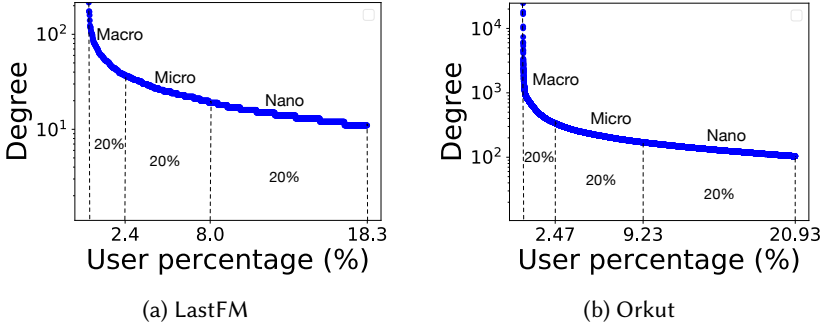 Degree
10²
10¹
Macro
Micro
Nano
20%
20%
20%
2.4
8.0
18.3
User percentage (%)
(a) LastFM
Degree
10⁴
10³
10²
Macro
Micro
Nano
20%
20%
20%
2.47
9.23
20.93
User percentage (%)
(b) Orkut